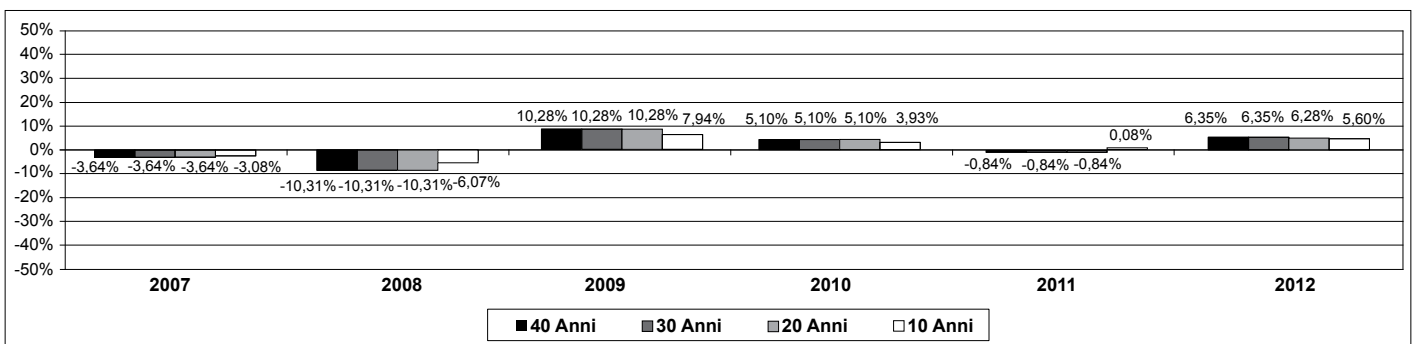 50%
40%
30%
20%
10%
0%
-10%
-20%
-30%
-40%
-50%
-3,64% -3,64% -3,64% -3,08%
-10,31% -10,31% -10,31% -6,07%
10,28% 10,28% 10,28% 7,94%
5,10% 5,10% 5,10% 3,93%
-0,84% -0,84% -0,84% 0,08%
6,35% 6,35% 6,28% 5,60%
2007 2008 2009 2010 2011 2012
40 Anni 30 Anni 20 Anni 10 Anni